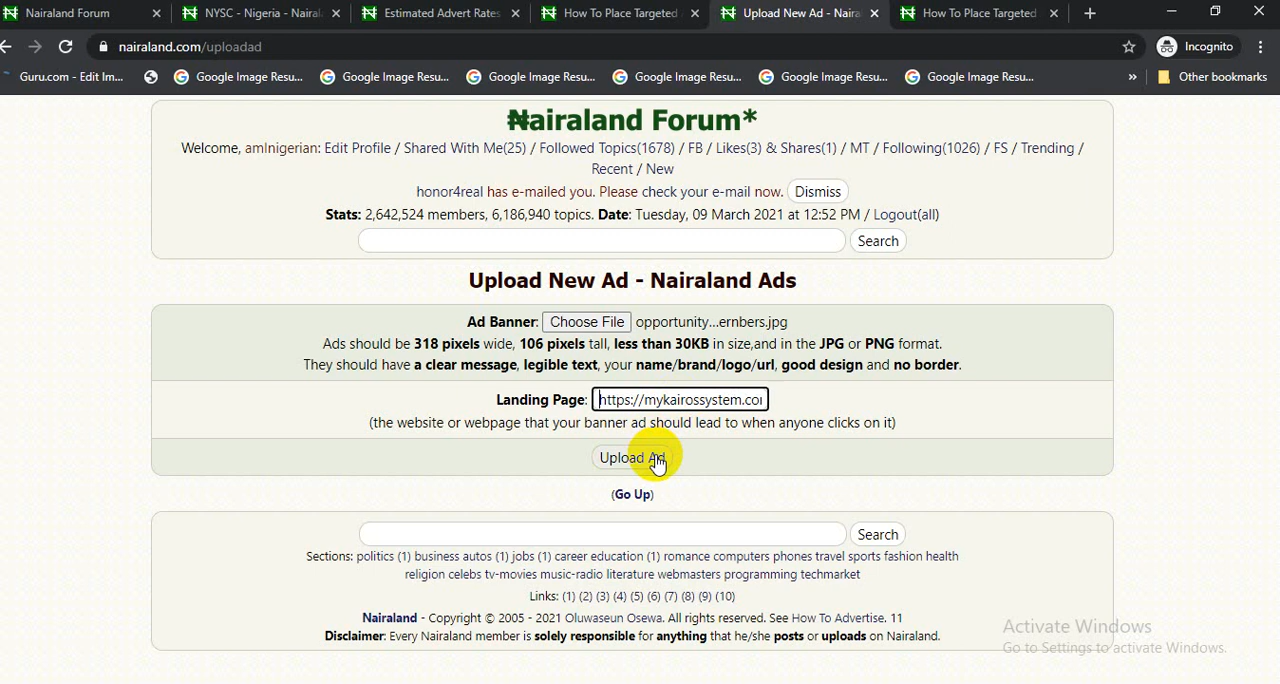 Nairaland Forum
NYSC - Nigeria - Nairal
Estimated Advert Rates
How To Place Targeted
Upload New Ad - Naira
How To Place Targeted
nairaland.com/uploadad
Incognito
Guru.com - Edit Im...
Google Image Resu...
Google Image Resu...
Google Image Resu...
Google Image Resu...
Google Image Resu...
Google Image Resu...
»
Other bookmarks
₦airaland Forum*
Welcome, amlnigerian: Edit Profile / Shared With Me(25) / Followed Topics(1678) / FB / Likes(3) & Shares(1) / MT / Following(1026) / FS / Trending /
Recent / New
honor4real has e-mailed you. Please check your e-mail now. Dismiss
Stats: 2,642,524 members, 6,186,940 topics. Date: Tuesday, 09 March 2021 at 12:52 PM / Logout(all)
Search
Upload New Ad - Nairaland Ads
Ad Banner: Choose File opportunity...ernbers.jpg
Ads should be 318 pixels wide, 106 pixels tall, less than 30KB in size,and in the JPG or PNG format.
They should have a clear message, legible text, your name/brand/logo/url, good design and no border.
Landing Page: https://mykairossystem.co
(the website or webpage that your banner ad should lead to when anyone clicks on it)
Upload Ad
(Go Up)
Search
Sections: politics (1) business autos (1) jobs (1) career education (1) romance computers phones travel sports fashion health
religion celebs tv-movies music-radio literature webmasters programming techmarket
Links: (1) (2) (3) (4) (5) (6) (7) (8) (9) (10)
Nairaland - Copyright © 2005 - 2021 Oluwaseun Osewa. All rights reserved. See How To Advertise. 11
Disclaimer: Every Nairaland member is solely responsible for anything that he/she posts or uploads on Nairaland.
Activate Windows
Go to Settings to activate Windows.